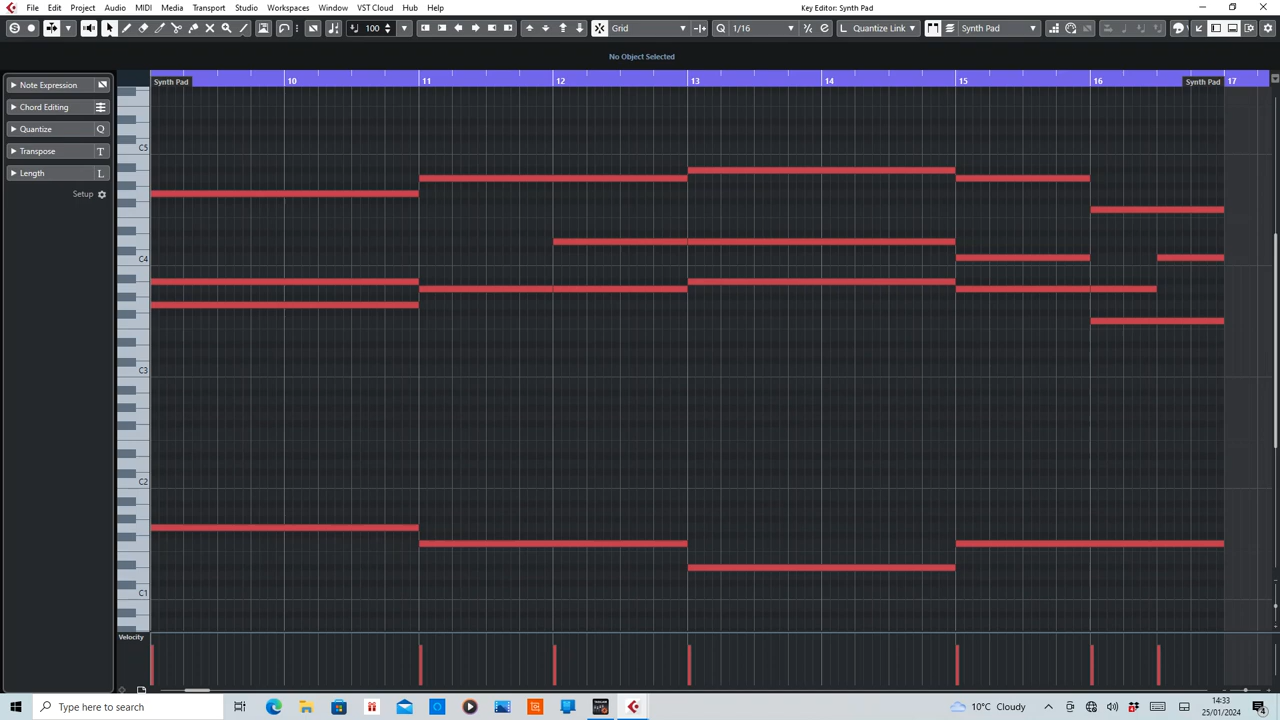 File Edit Project Audio MIDI Media Transport Studio Workspaces Window VST Cloud Hub Help Key Editor: Synth Pad
100 Grid Q 1/16 L Quantize Link Synth Pad
No Object Selected
Synth Pad 10 11 12 13 14 15 16 Synth Pad 17
Note Expression
Chord Editing
Quantize Q
Transpose T
Length L
Setup
C5
C4
C3
C2
C1
Velocity
Type here to search
10°C Cloudy
14:33
25/01/2024